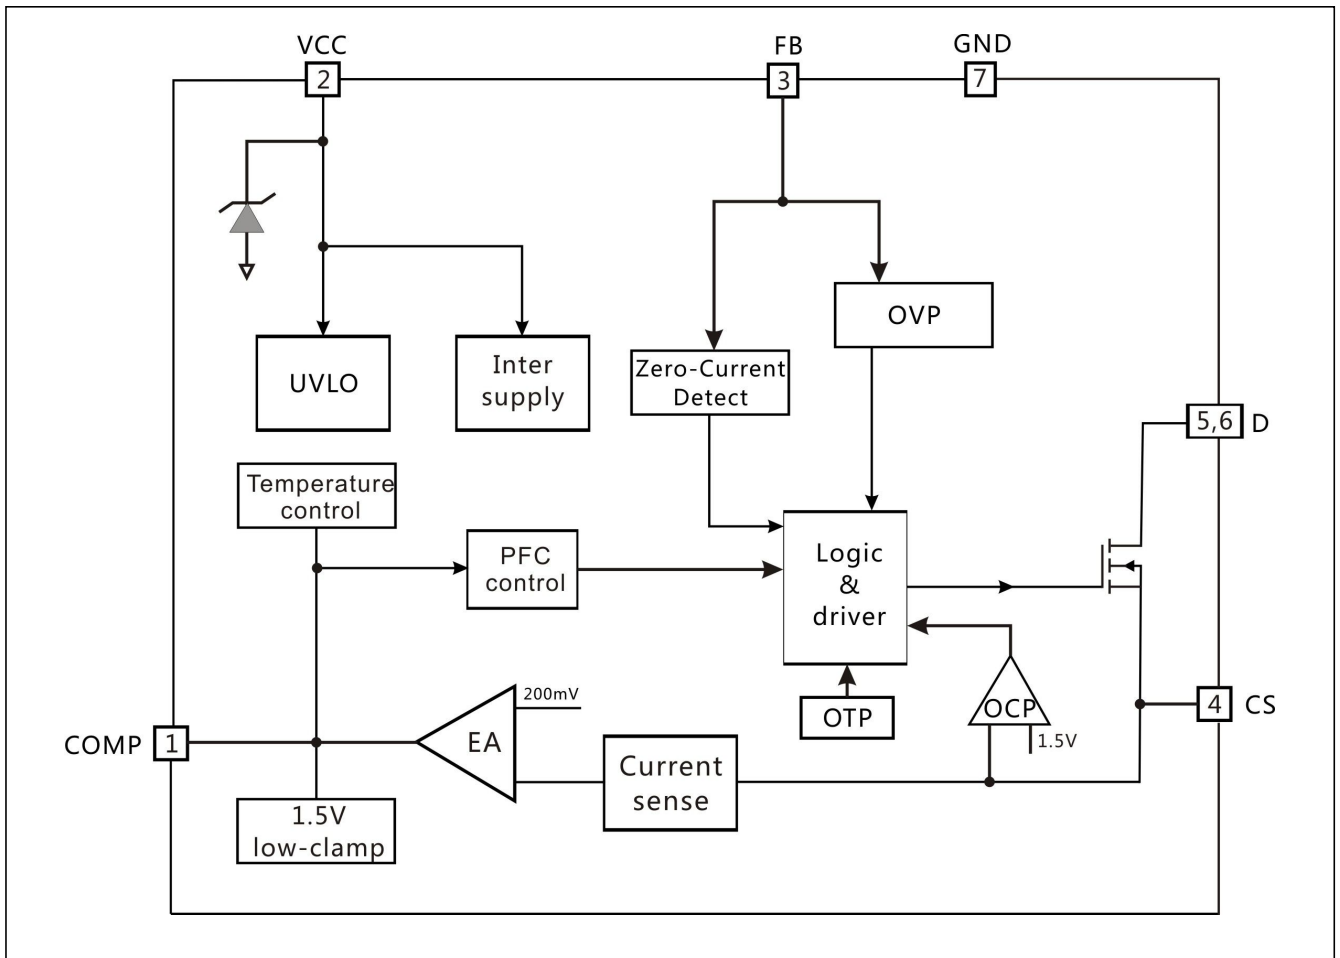 VCC
FB
GND
2
3
7
OVP
Inter
supply
UVLO
Zero-Current
Detect
5,6
D
Temperature
control
PFC
control
Logic
&
driver
200mV
OTP
OCP
4
CS
COMP
1
EA
1.5V
Current
sense
1.5V
low-clamp